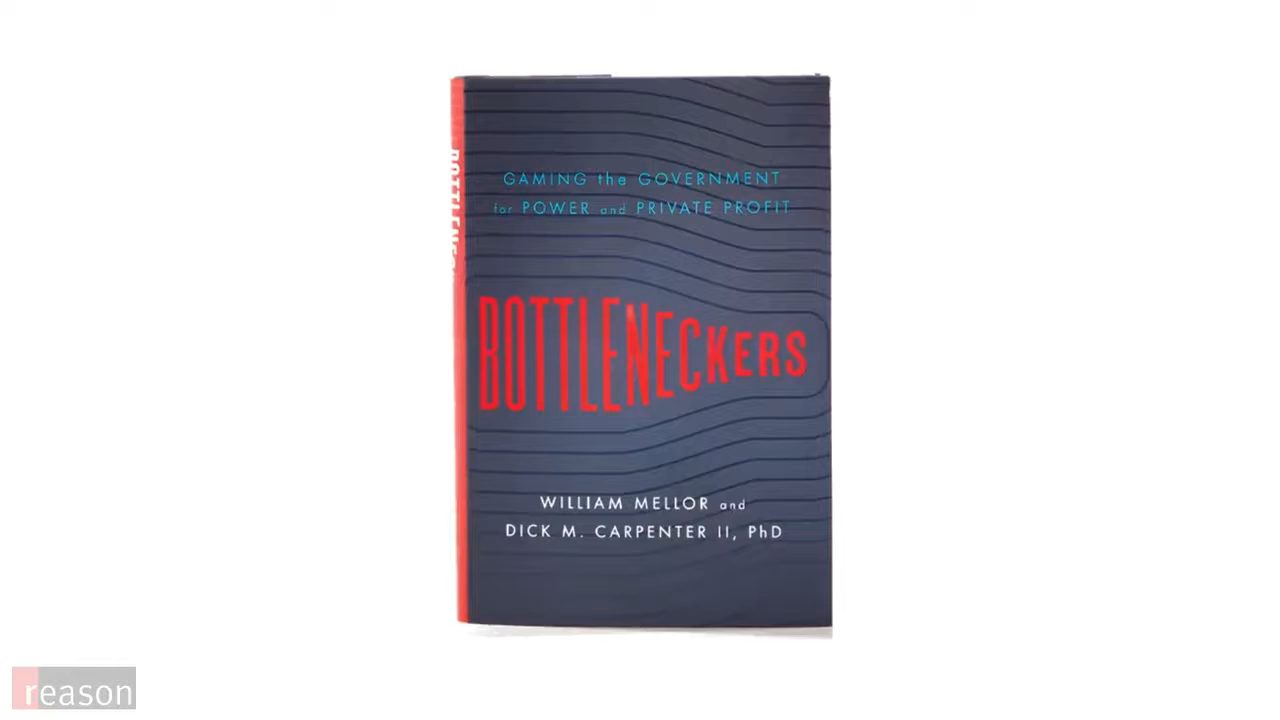 GAMING the GOVERNMENT
for POWER and PRIVATE PROFIT
BOTTLENECKERS
WILLIAM MELLOR and
DICK M. CARPENTER II, PhD
reason